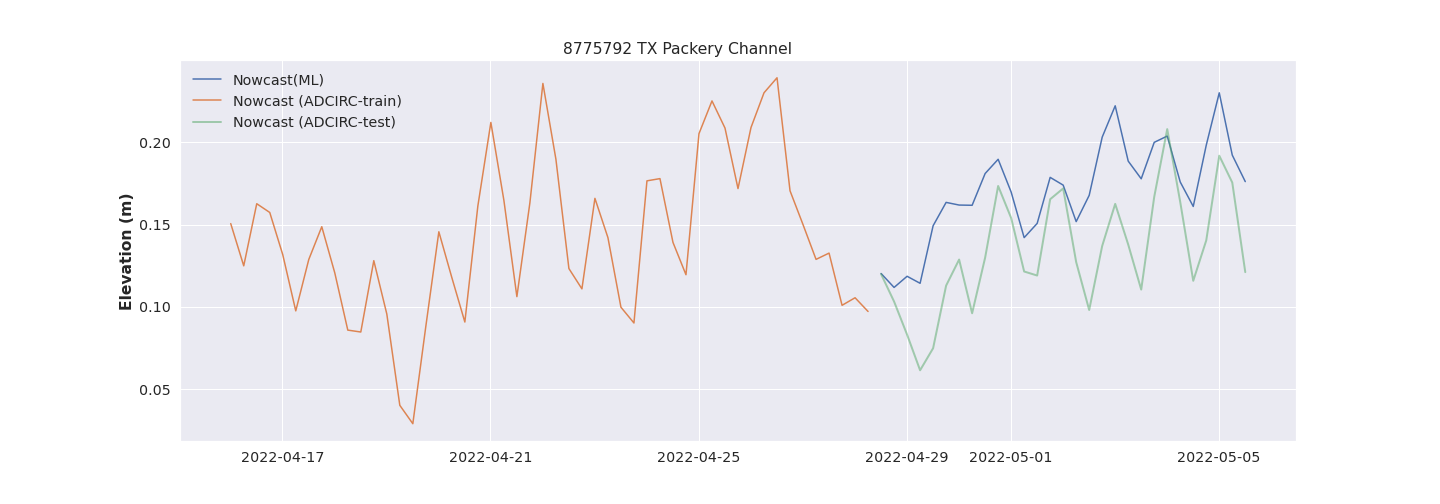 8775792 TX Packery Channel
Nowcast(ML)
Nowcast (ADCIRC-train)
Nowcast (ADCIRC-test)
Elevation (m)
0.20
0.15
0.10
0.05
2022-04-17 2022-04-21 2022-04-25 2022-04-29 2022-05-01 2022-05-05